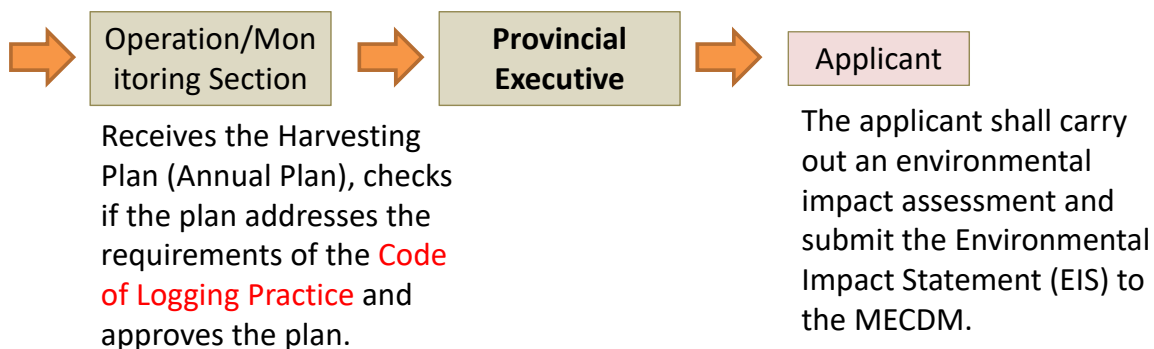 Operation/Mon
itoring Section
Receives the Harvesting
Plan (Annual Plan), checks
if the plan addresses the
requirements of the Code
of Logging Practice and
approves the plan.
Provincial
Executive
Applicant
The applicant shall carry
out an environmental
impact assessment and
submit the Environmental
Impact Statement (EIS) to
the MECDM.